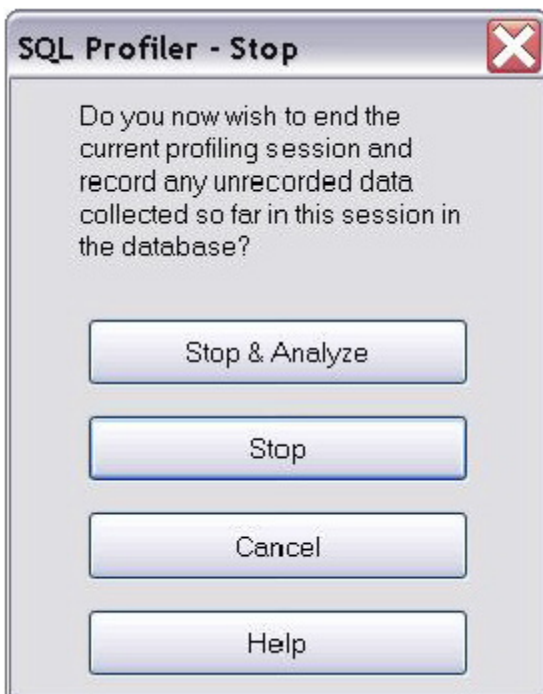 SQL Profiler - Stop
Do you now wish to end the
current profiling session and
record any unrecorded data
collected so far in this session in
the database?
Stop & Analyze
Stop
Cancel
Help